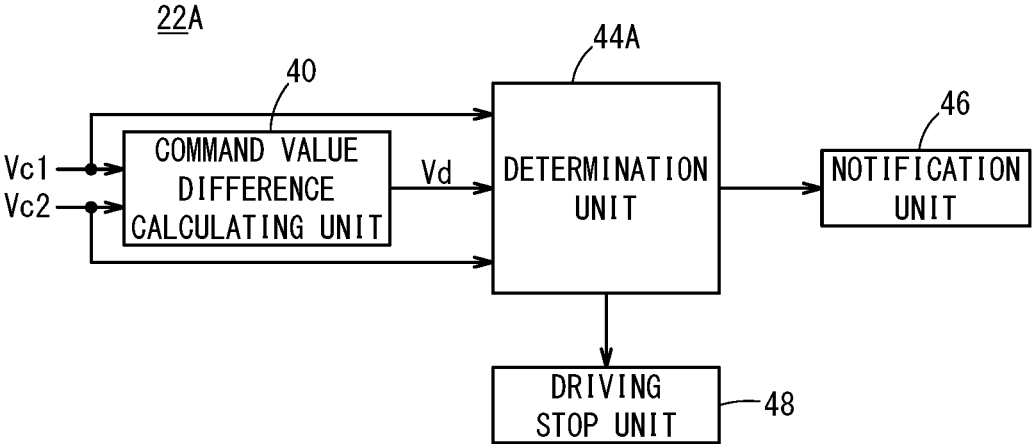 22A
44A
40
46
Vc1
Vc2
COMMAND VALUE
DIFFERENCE
CALCULATING UNIT
Vd
DETERMINATION
UNIT
NOTIFICATION
UNIT
DRIVING
STOP UNIT
48